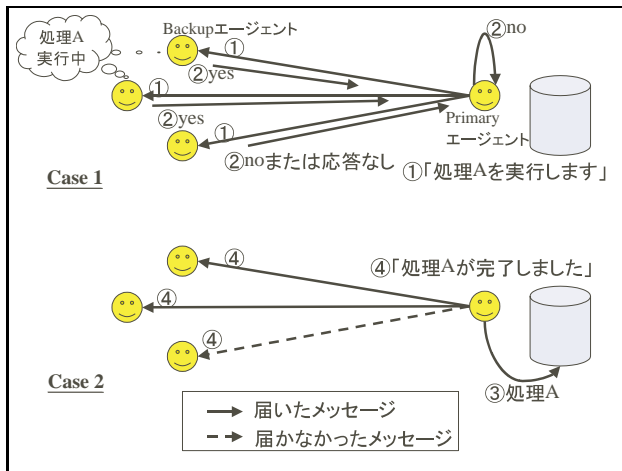 処理A
実行中
Backupエージェント
①
②no
②yes
①
②yes
①
Primary
エージェント
②noまたは応答なし
①「処理Aを実行します」
Case 1
④
④「処理Aが完了しました」
④
④
Case 2
③処理A
届いたメッセージ
届かなかったメッセージ